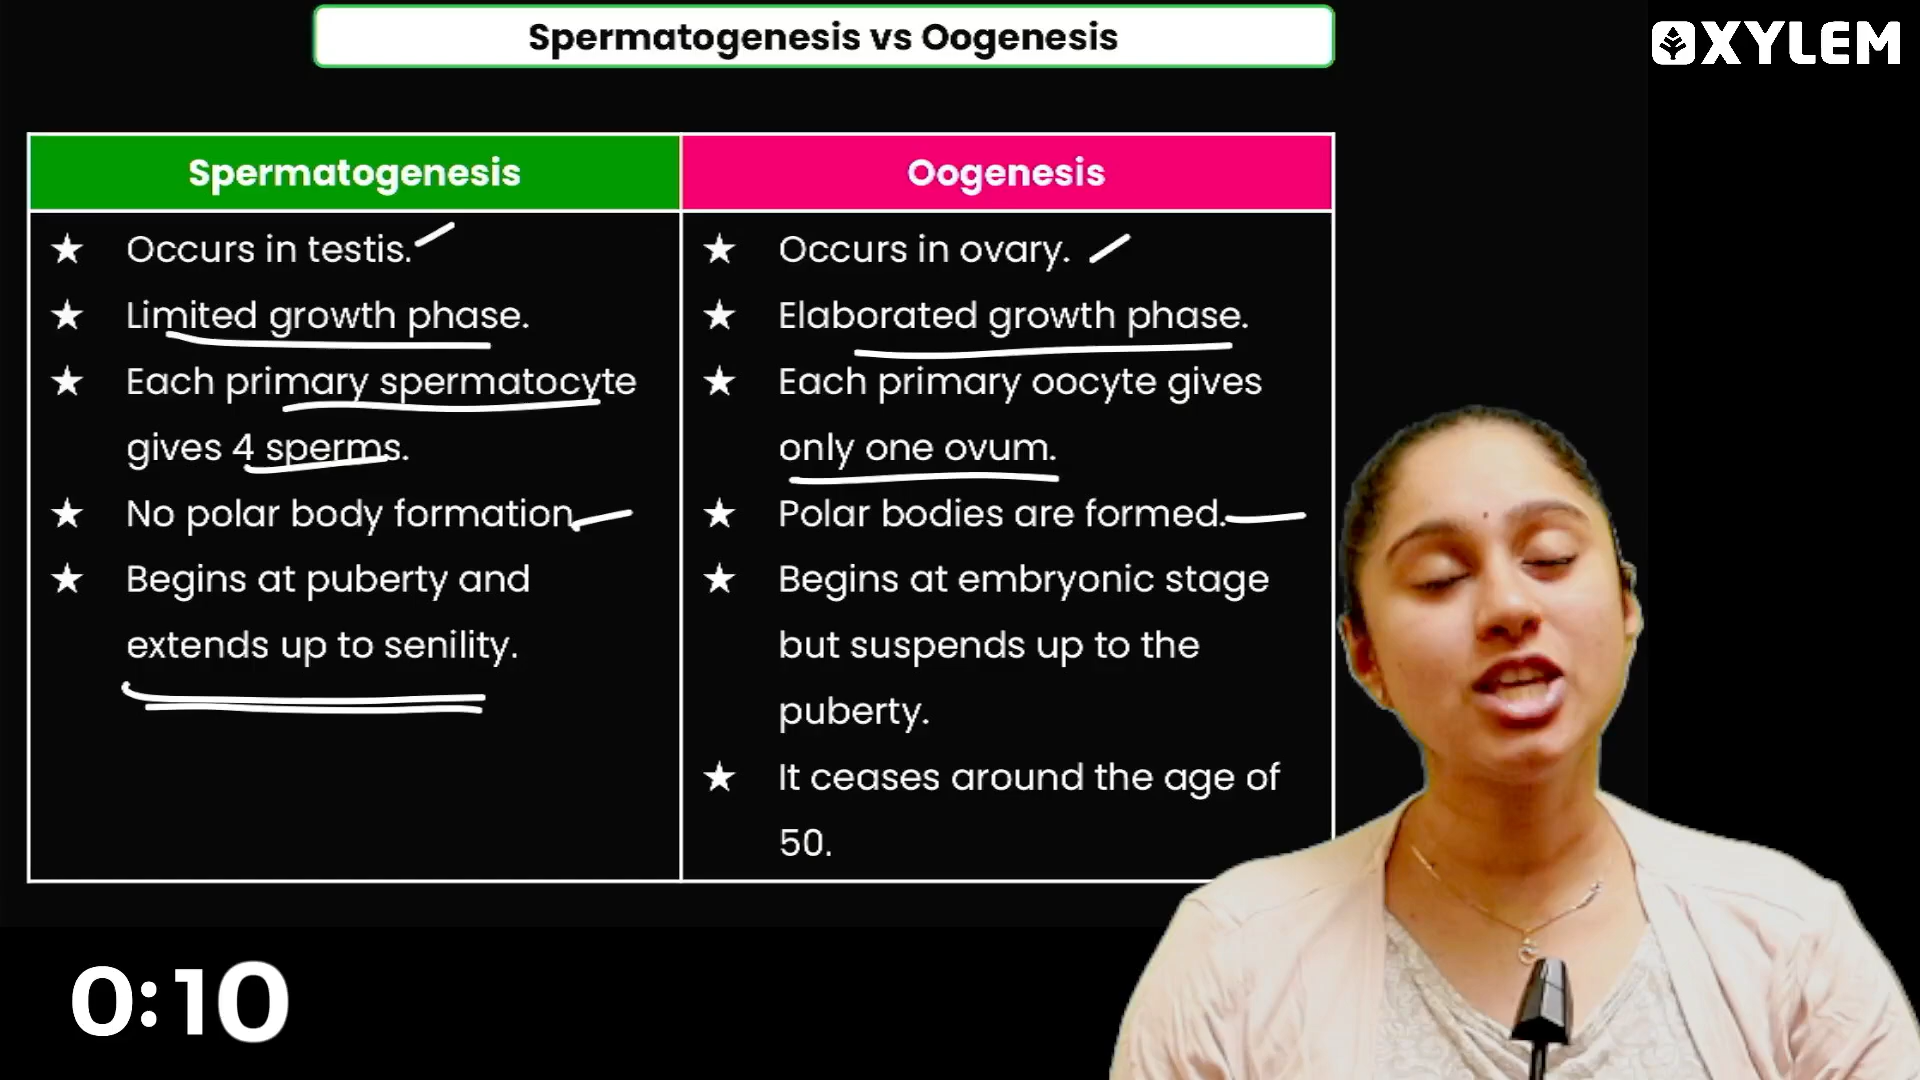 Spermatogenesis vs Oogenesis
XYLEM
Spermatogenesis
★ Occurs in testis.
★ Limited growth phase.
★ Each primary spermatocyte
gives 4 sperms.
★ No polar body formation
★ Begins at puberty and
extends up to senility.
Oogenesis
★ Occurs in ovary.
★ Elaborated growth phase.
★ Each primary oocyte gives
only one ovum.
★ Polar bodies are formed.
★ Begins at embryonic stage
but suspends up to the
puberty.
★ It ceases around the age of
50.
0:10